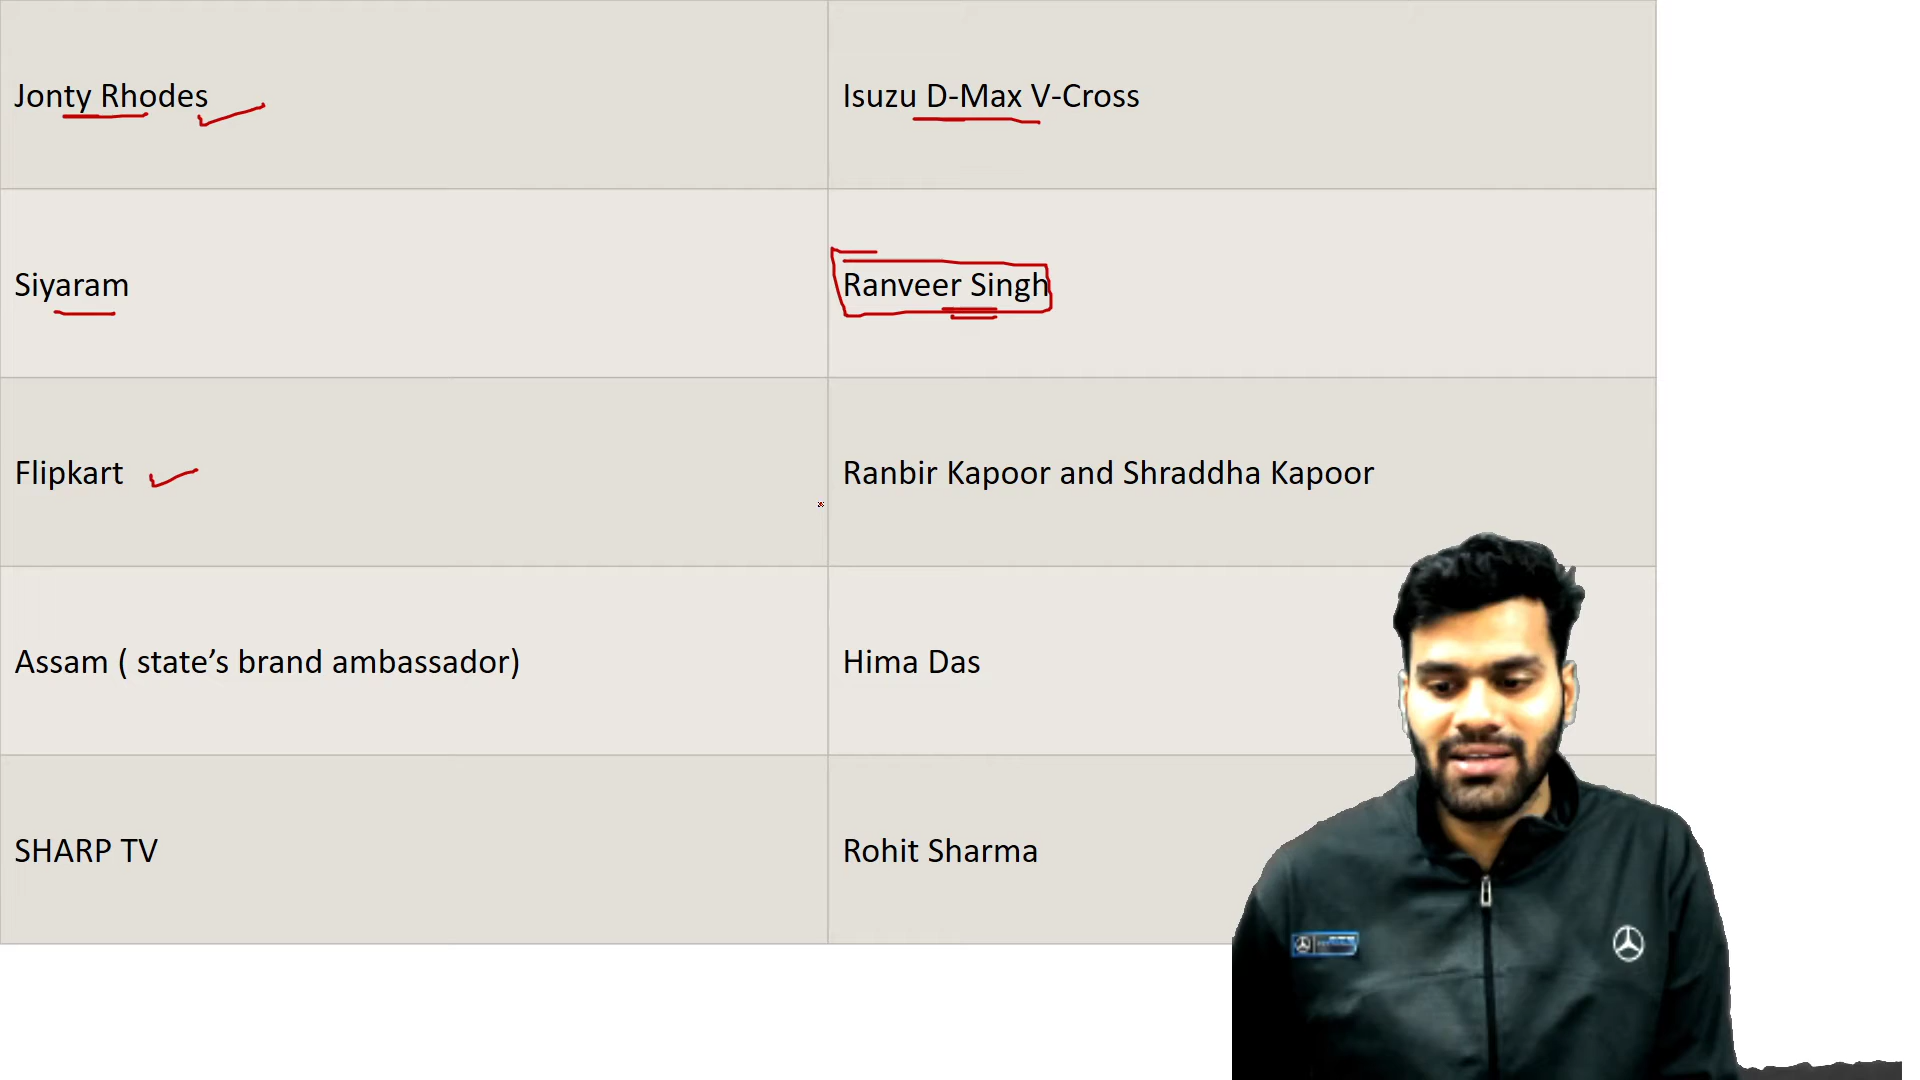 Jonty Rhodes
Isuzu D-Max V-Cross
Siyaram
Ranveer Singh
Flipkart
Ranbir Kapoor and Shraddha Kapoor
Assam ( state’s brand ambassador)
Hima Das
SHARP TV
Rohit Sharma